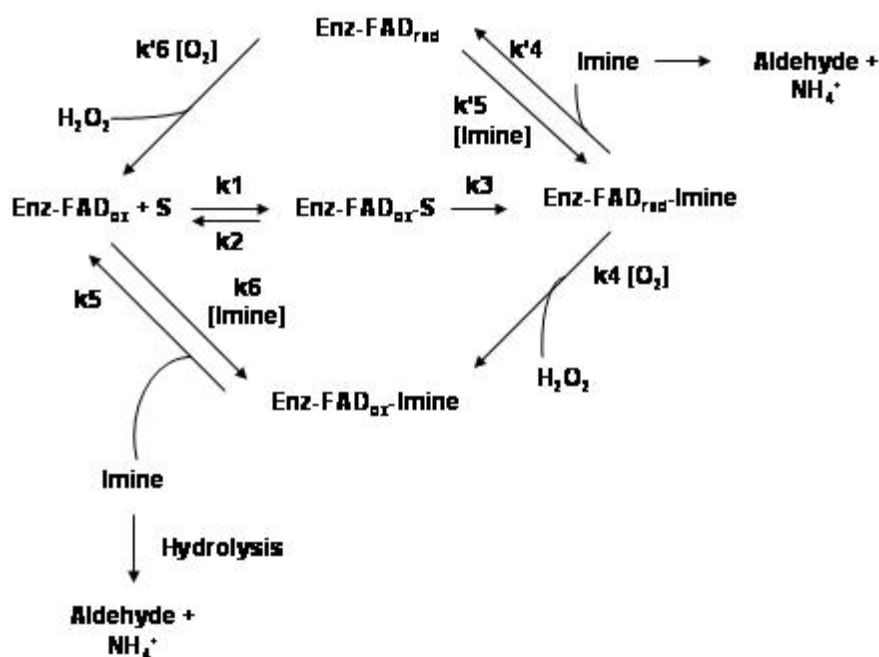 Enz-FADred
k'6 [O₂]
k'4
Imine
Aldehyde +
NH₄⁺
H₂O₂
k'5
[Imine]
Enz-FADox + S
k1
k2
Enz-FADox-S
k3
Enz-FADred-Imine
k5
k6
[Imine]
k4 [O₂]
H₂O₂
Enz-FADox-Imine
Imine
Hydrolysis
Aldehyde +
NH₄⁺